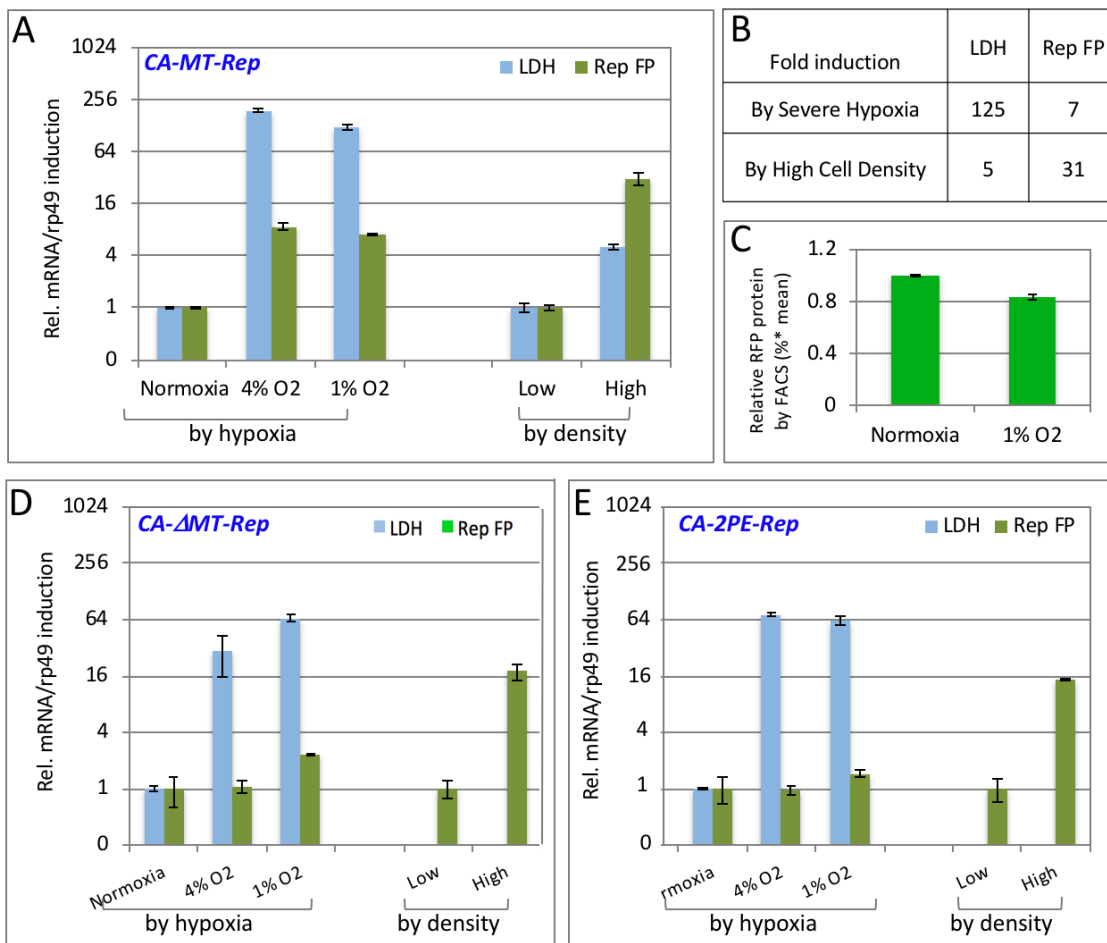 A
CA-MT-Rep
LDH
Rep FP
1024
256
64
16
4
1
0
Rel. mRNA/rp49 induction
Normoxia 4% O2 1% O2 Low High
by hypoxia by density
B
Fold induction LDH Rep FP
By Severe Hypoxia 125 7
By High Cell Density 5 31
C
Relative RFP protein
by FACS (%* mean)
1.2
0.8
0.4
0
Normoxia 1% O2
D
CA-ΔMT-Rep
LDH
Rep FP
1024
256
64
16
4
1
0
Rel. mRNA/rp49 induction
Normoxia 4% O2 1% O2 Low High
by hypoxia by density
E
CA-2PE-Rep
LDH
Rep FP
1024
256
64
16
4
1
0
Rel. mRNA/rp49 induction
rmoxia 4% O2 1% O2 Low High
by hypoxia by density